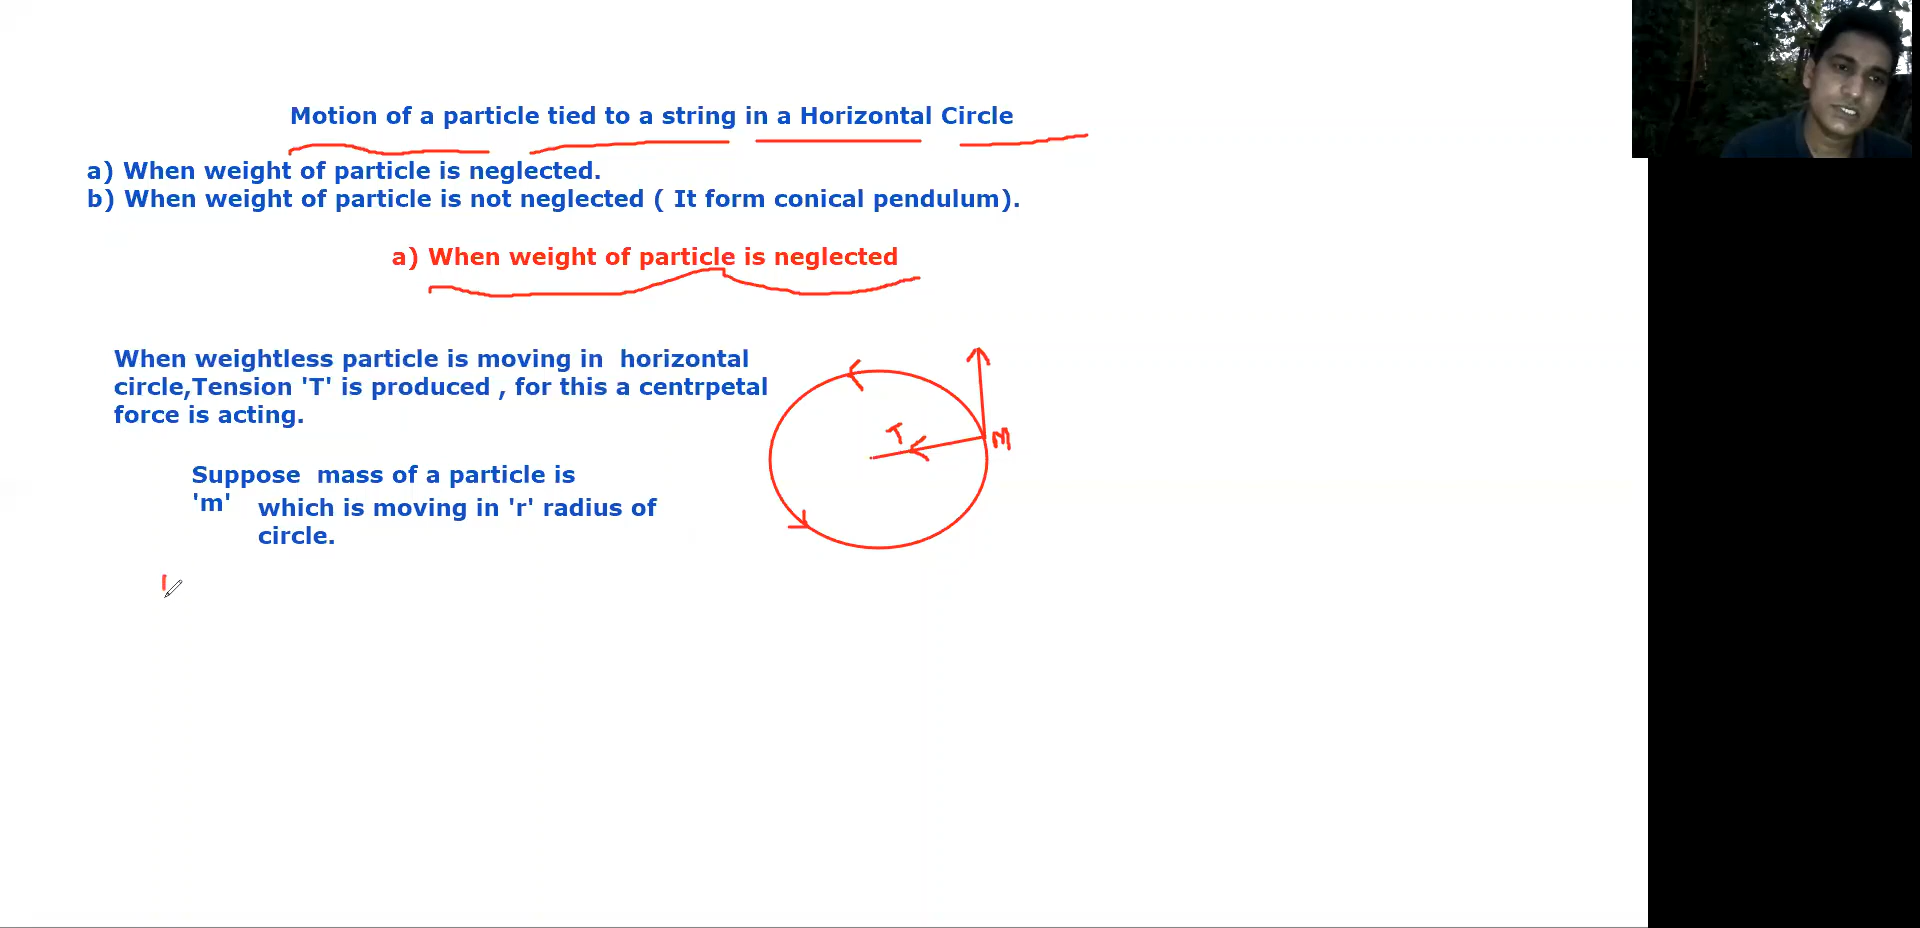 Motion of a particle tied to a string in a Horizontal Circle
a) When weight of particle is neglected.
b) When weight of particle is not neglected ( It form conical pendulum).
a) When weight of particle is neglected
When weightless particle is moving in horizontal
circle,Tension 'T' is produced , for this a centrpetal
force is acting.
T
M
Suppose mass of a particle is
'm' which is moving in 'r' radius of
circle.